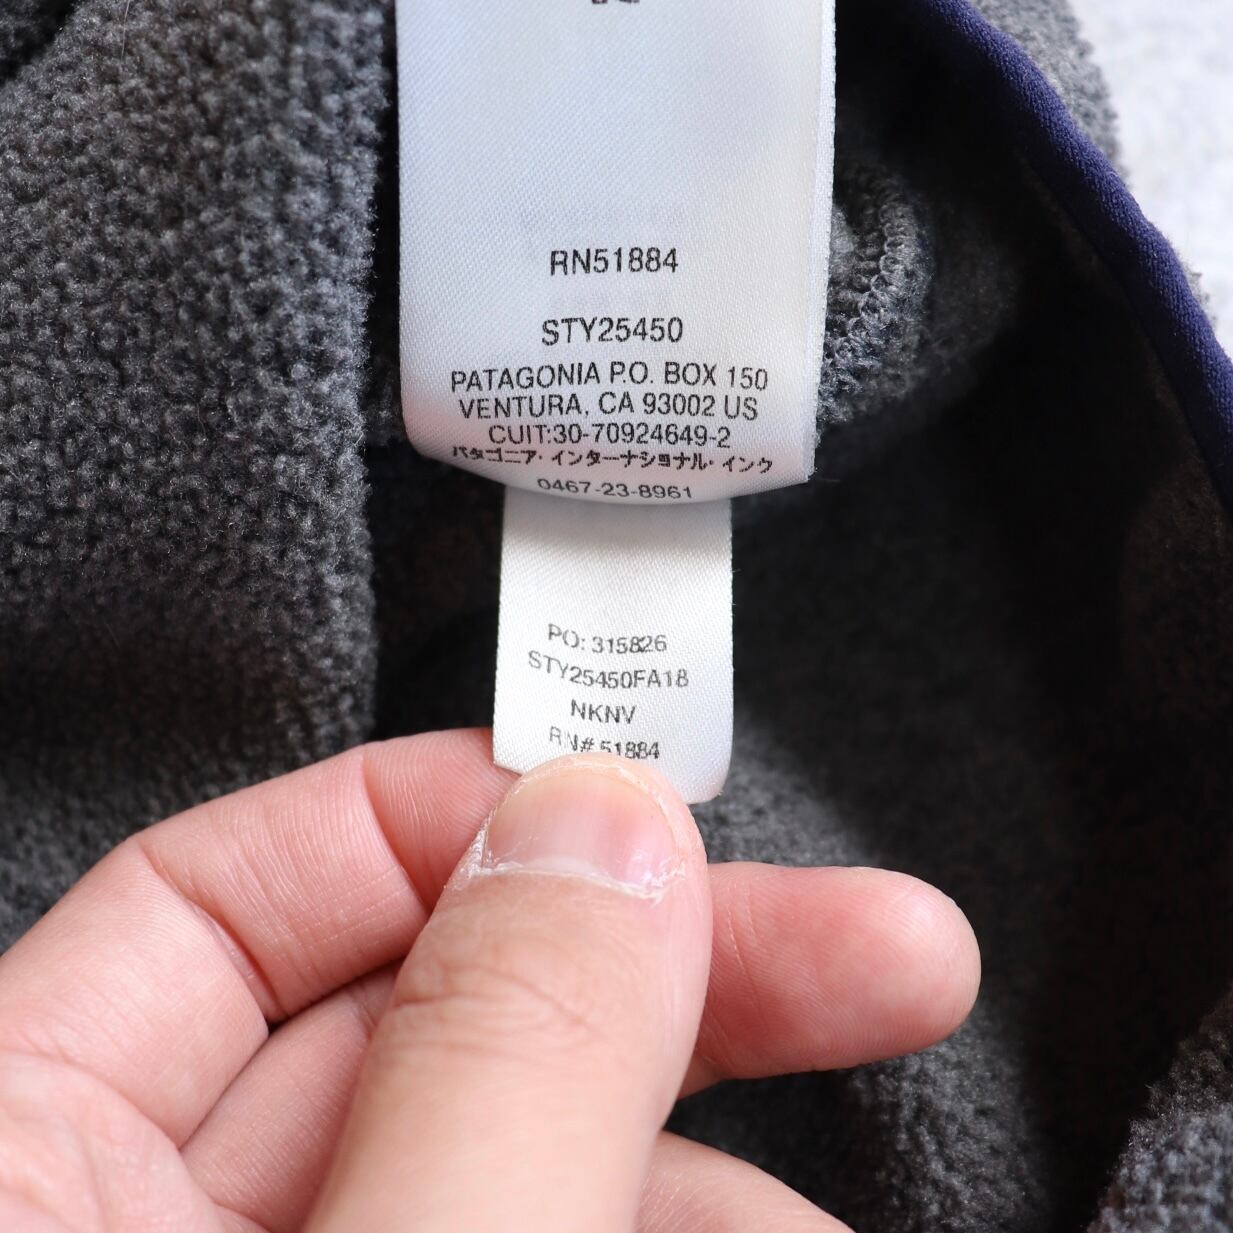 RN51884
STY25450
PATAGONIA P.O. BOX 150
VENTURA, CA 93002 US
CUIT:30-70924649-2
パタゴニア・インターナショナル・インク
0467-23-8961
PO: 315826
STY25450FA18
NKNV
RN# 51884